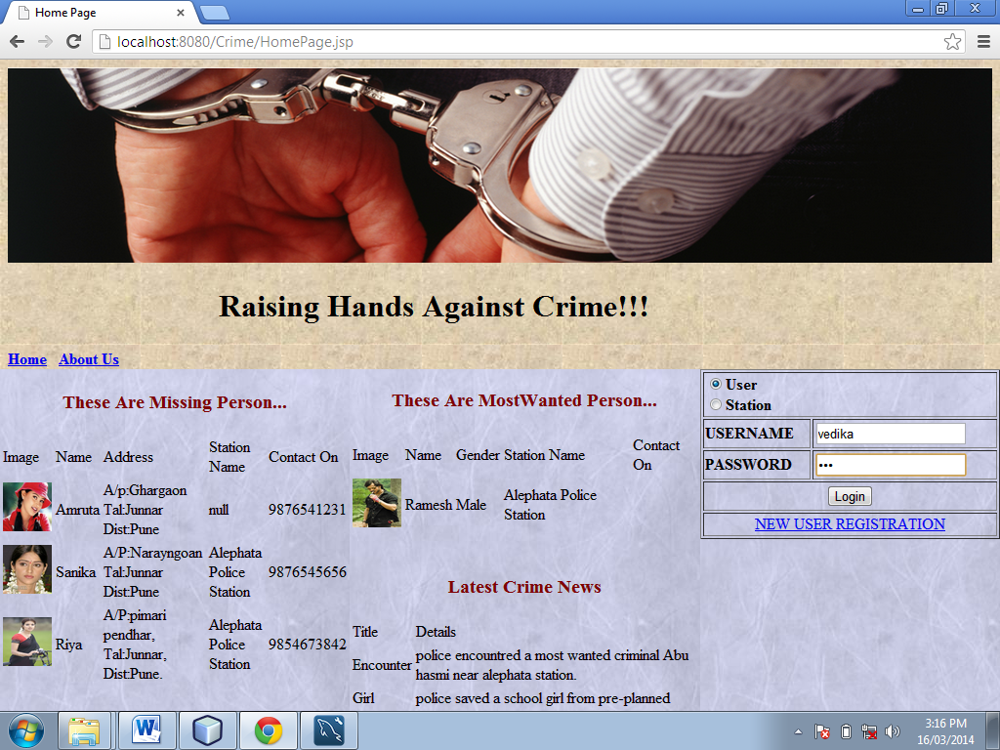 Home Page
localhost:8080/Crime/HomePage.jsp
Raising Hands Against Crime!!!
Home About Us
These Are Missing Person...
Image Name Address Station Name Contact On
Amruta A/p:Ghargaon Tal:Junnar Dist:Pune null 9876541231
Sanika A/P:Narayngoan Tal:Junnar Dist:Pune Alephata Police Station 9876545656
Riya A/P:pimari pendhar, Tal:Junnar, Dist:Pune. Alephata Police Station 9854673842
These Are MostWanted Person...
Image Name Gender Station Name Contact On
Ramesh Male Alephata Police Station
Latest Crime News
Title Details
Encounter police encountred a most wanted criminal Abu
hasmi near alephata station.
Girl police saved a school girl from pre-planned
User
Station
USERNAME vedika
PASSWORD •••
Login
NEW USER REGISTRATION
3:16 PM
16/03/2014